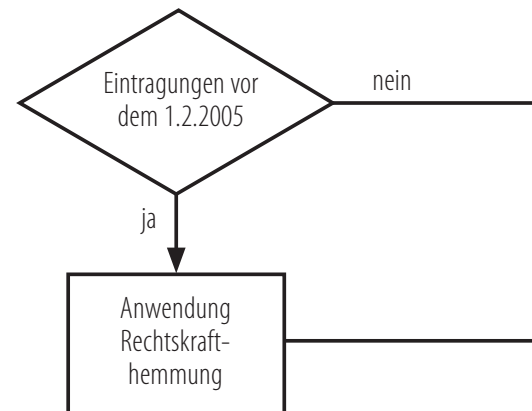 Eintragungen vor
dem 1.2.2005
nein
ja
Anwendung
Rechtskraft-
hemmung